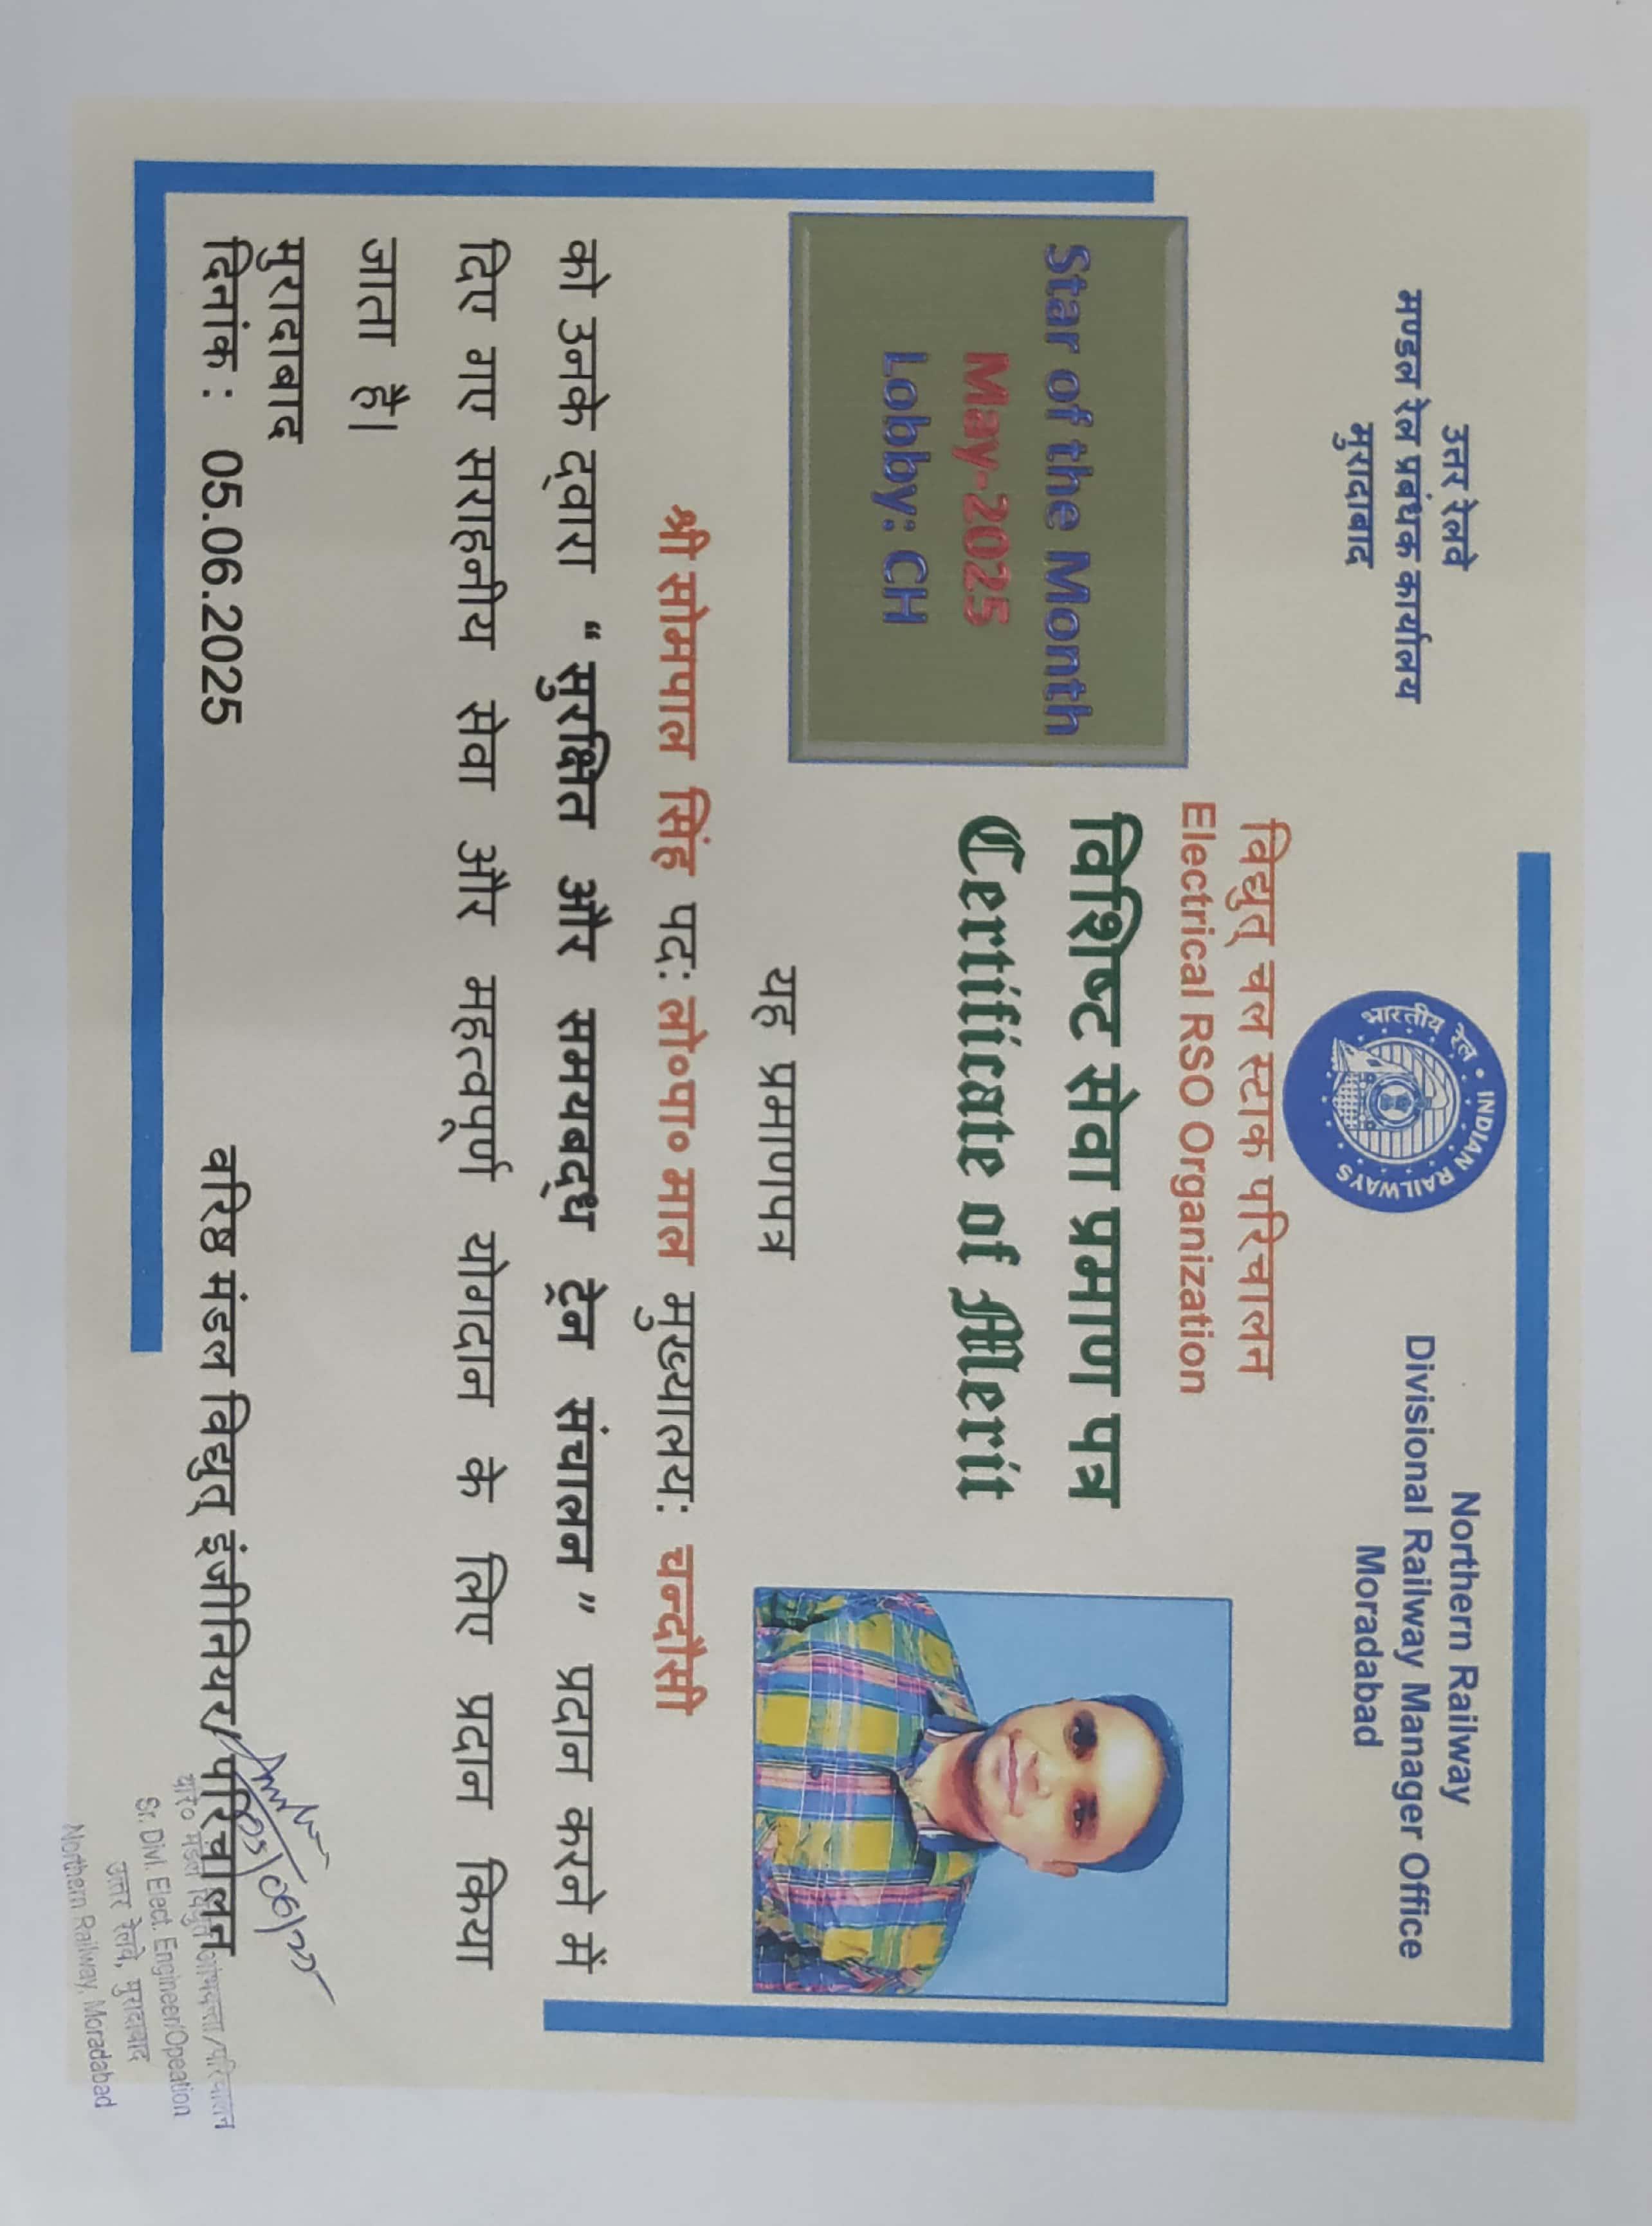 उत्तर रेलवे
मण्डल रेल प्रबंधक कार्यालय
मुरादाबाद
भारतीय रेल • INDIAN RAILWAYS
Northern Railway
Divisional Railway Manager Office
Moradabad
विद्युत् चल स्टाक परिचालन
Electrical RSO Organization
Star of the Month
May-2025
Lobby: CH
विशिष्ट सेवा प्रमाण पत्र
Certificate of Merit
यह प्रमाणपत्र
श्री सोमपाल सिंह पद: लो०पा० माल मुख्यालय: चन्दौसी
को उनके द्वारा “ सुरक्षित और समयबद्ध ट्रेन संचालन ” प्रदान करने में
दिए गए सराहनीय सेवा और महत्वपूर्ण योगदान के लिए प्रदान किया
जाता है।
मुरादाबाद
दिनांक : 05.06.2025
वरिष्ठ मंडल विद्युत् इंजीनियर/परिचालन
Sr. Divl. Elect. Engineer/Opeation
उत्तर रेलवे, मुरादाबाद
Northern Railway, Moradabad